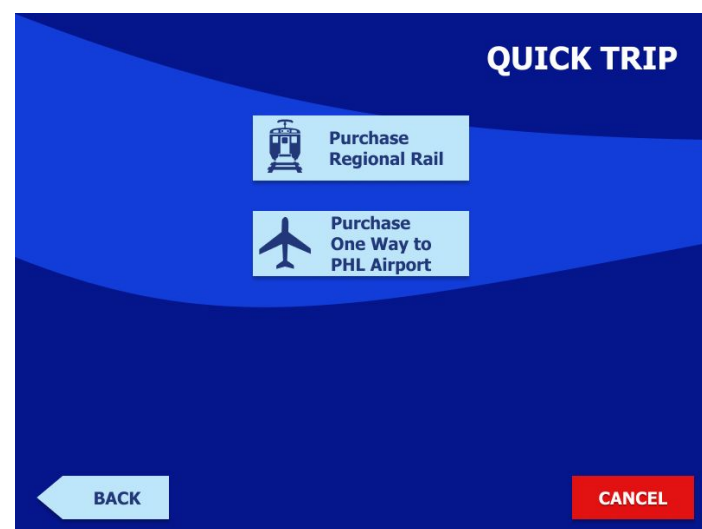 QUICK TRIP
Purchase
Regional Rail
Purchase
One Way to
PHL Airport
BACK
CANCEL